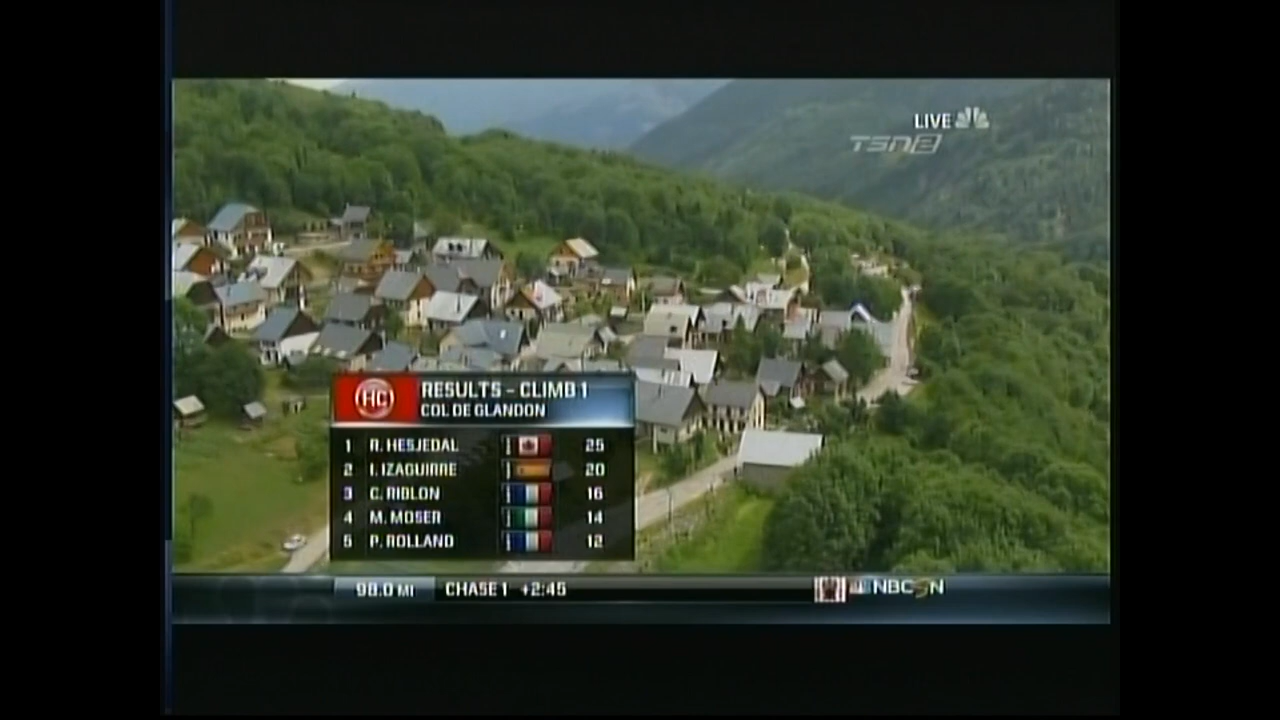 LIVE
TSN2
HC
RESULTS - CLIMB 1
COL DE GLANDON
1 R. HESJEDAL 25
2 I. IZAGUIRRE 20
3 C. RIBLON 16
4 M. MOSER 14
5 P. ROLLAND 12
98.0 MI CHASE 1 +2:45 NBCSN